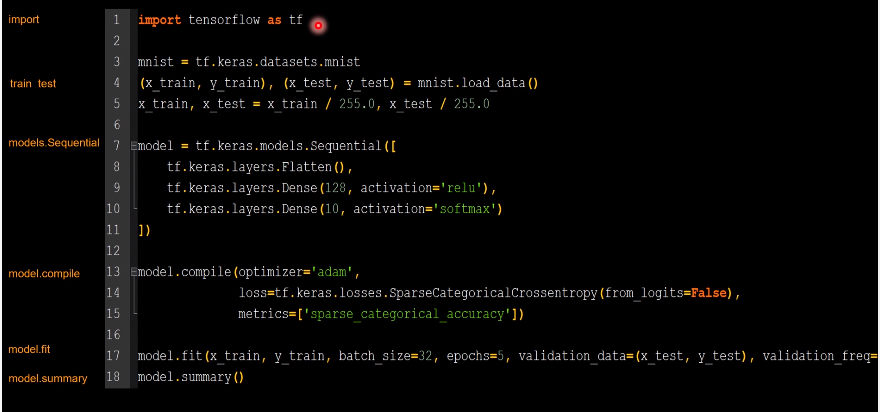 import 1 import tensorflow as tf
2
3 mnist = tf.keras.datasets.mnist
train test 4 (x_train, y_train), (x_test, y_test) = mnist.load_data()
5 x_train, x_test = x_train / 255.0, x_test / 255.0
6
models.Sequential 7 model = tf.keras.models.Sequential([
8 tf.keras.layers.Flatten(),
9 tf.keras.layers.Dense(128, activation='relu'),
10 tf.keras.layers.Dense(10, activation='softmax')
11 ])
12
model.compile 13 model.compile(optimizer='adam',
14 loss=tf.keras.losses.SparseCategoricalCrossentropy(from_logits=False),
15 metrics=['sparse_categorical_accuracy'])
16
model.fit 17 model.fit(x_train, y_train, batch_size=32, epochs=5, validation_data=(x_test, y_test), validation_freq=
model.summary 18 model.summary()